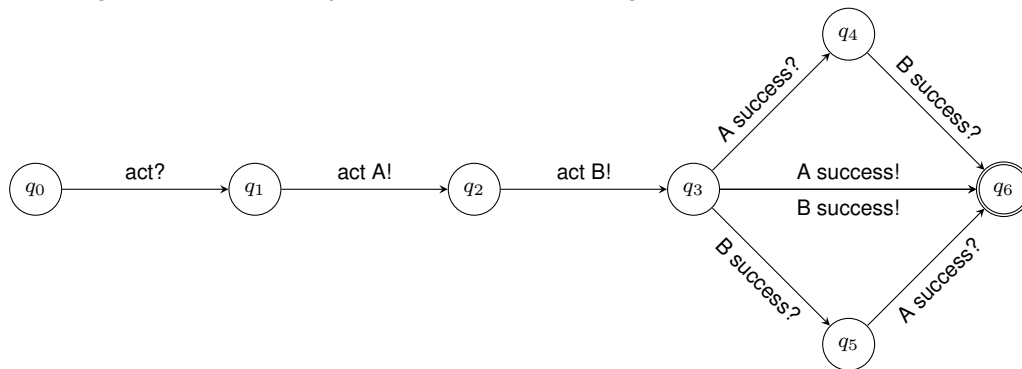 q4
A success?
B success?
q0
act?
q1
act A!
q2
act B!
q3
A success!
B success!
q6
B success?
A success?
q5